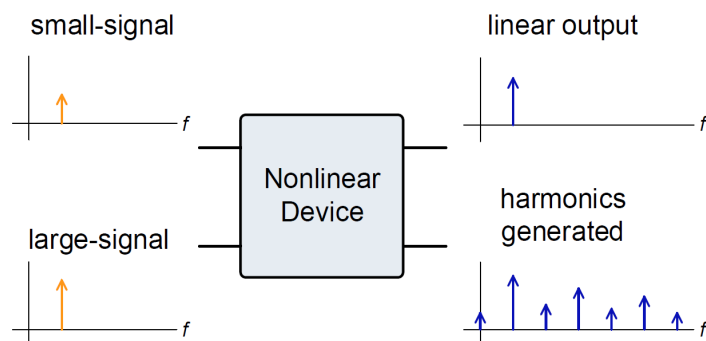 small-signal
f
linear output
f
Nonlinear
Device
large-signal
f
harmonics
generated
f